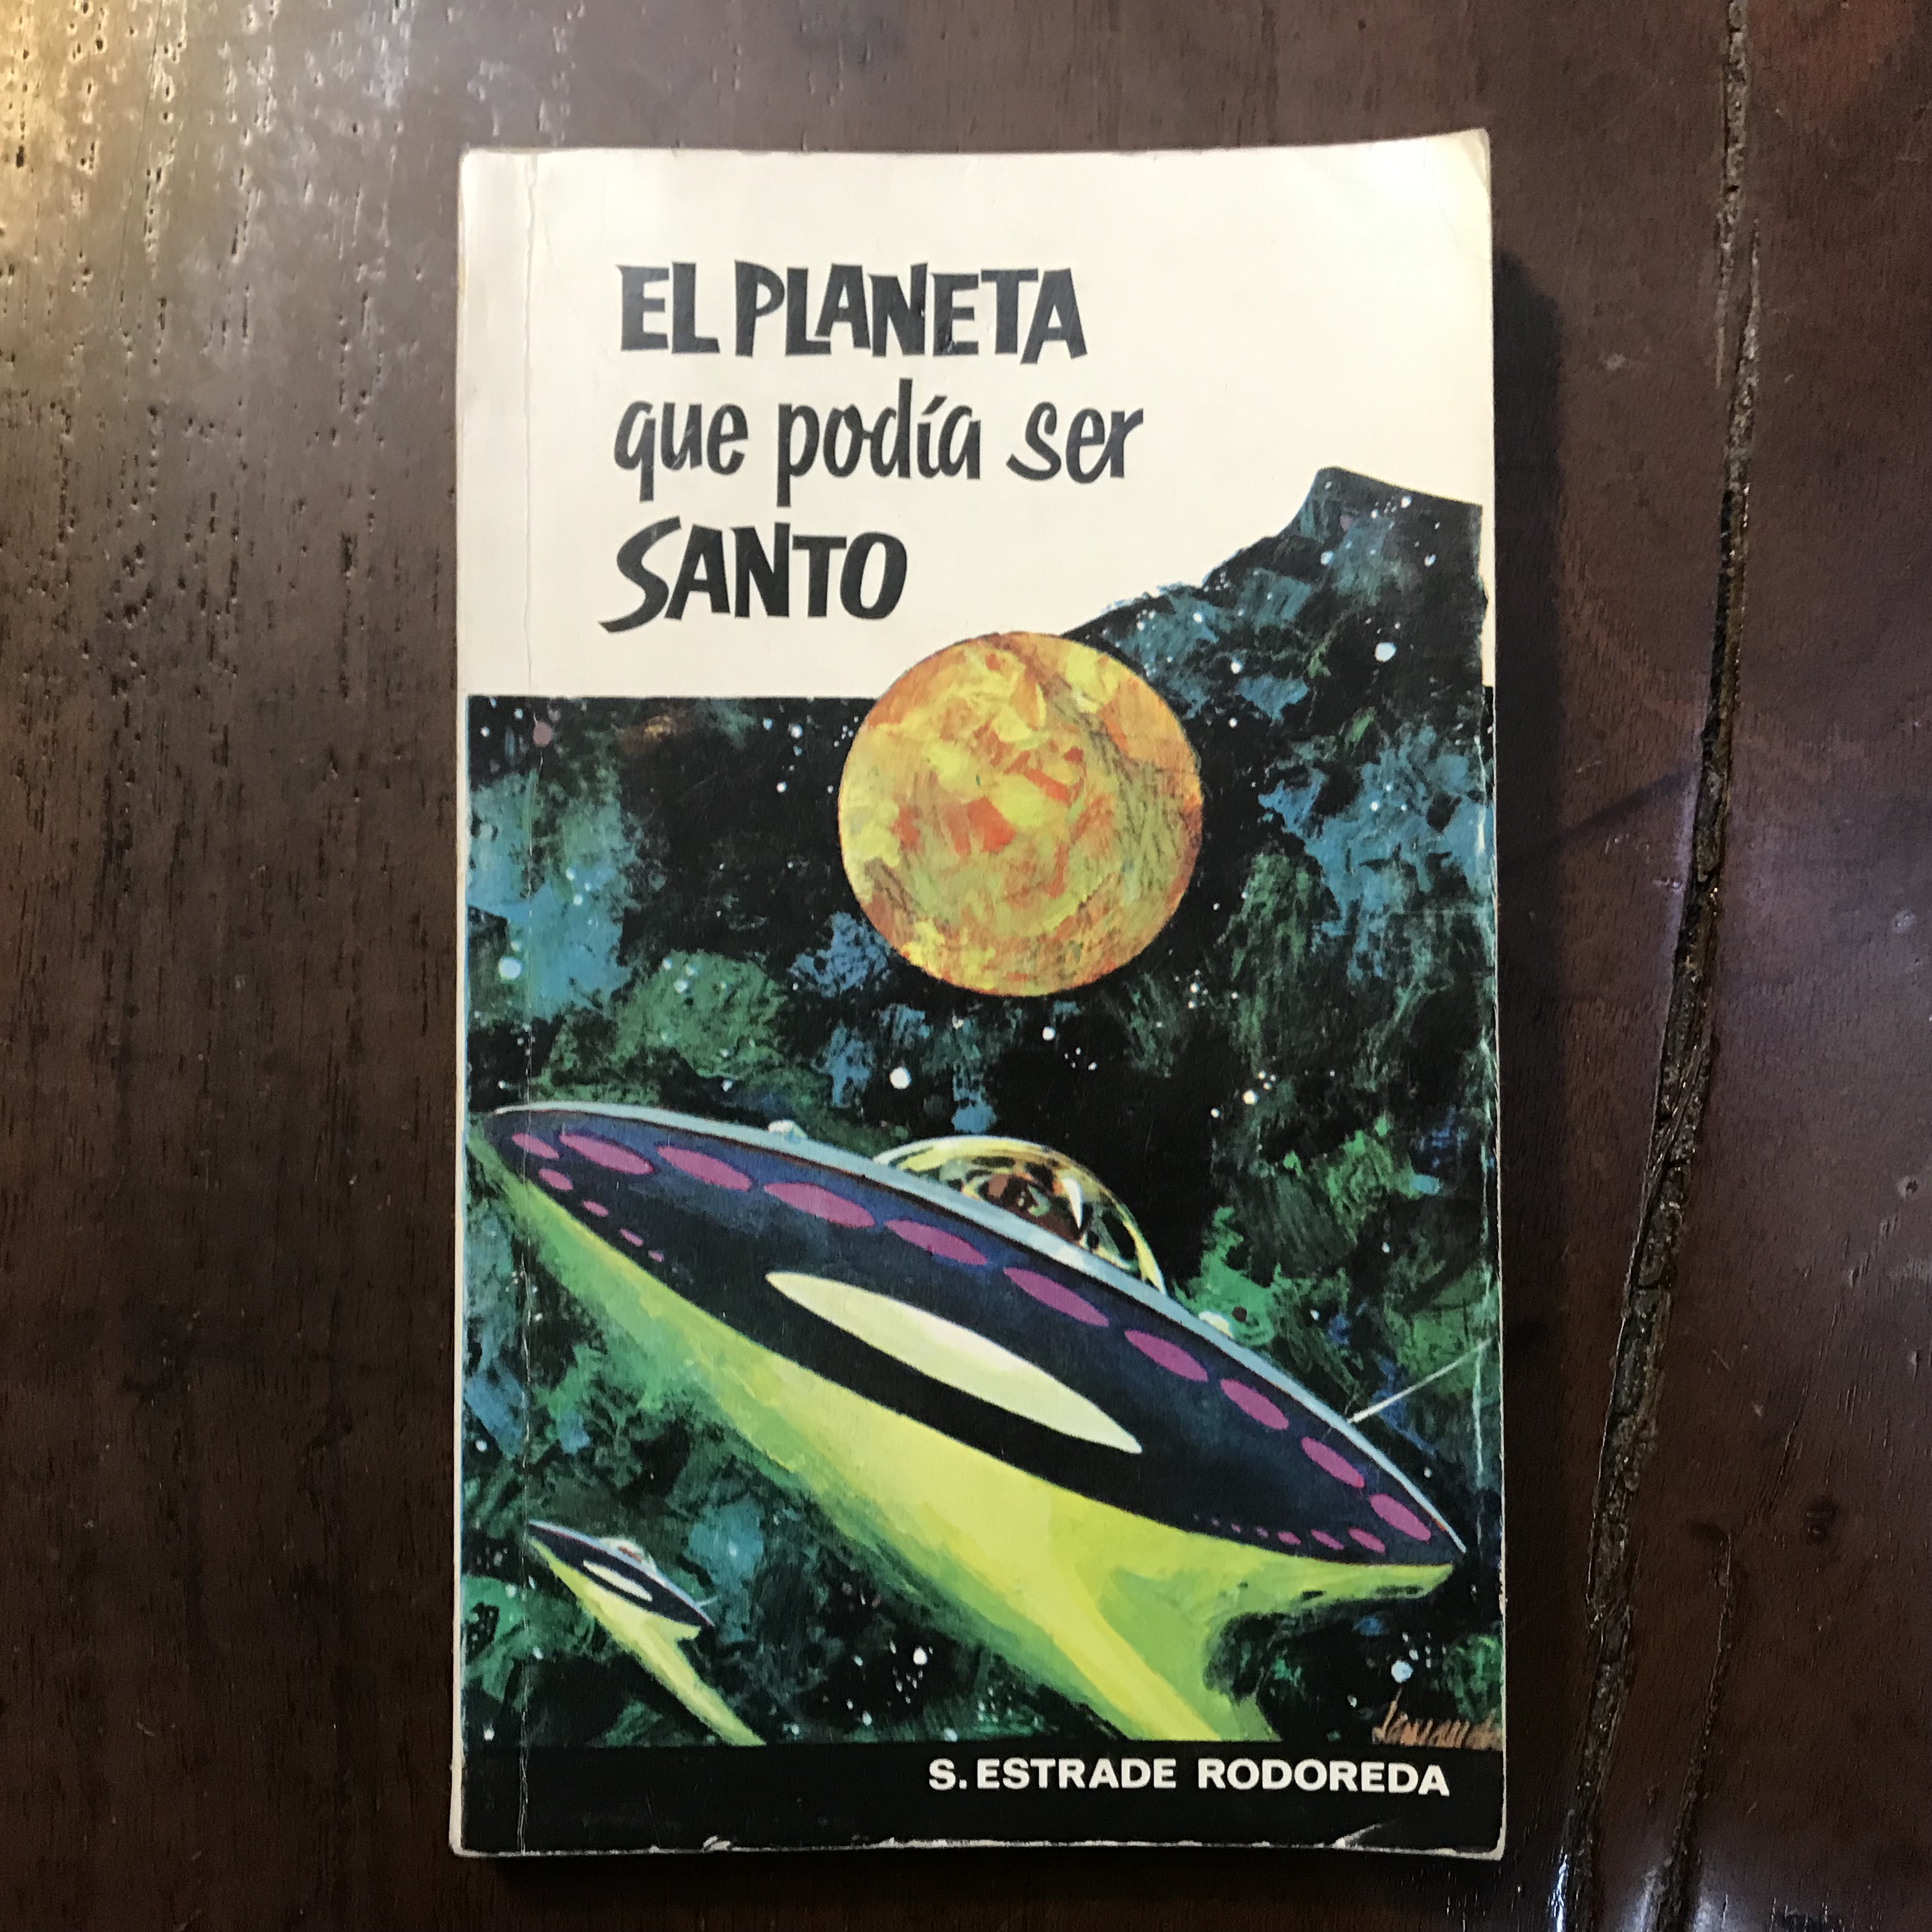 EL PLANETA
que podía ser
SANTO
S. ESTRADE RODOREDA